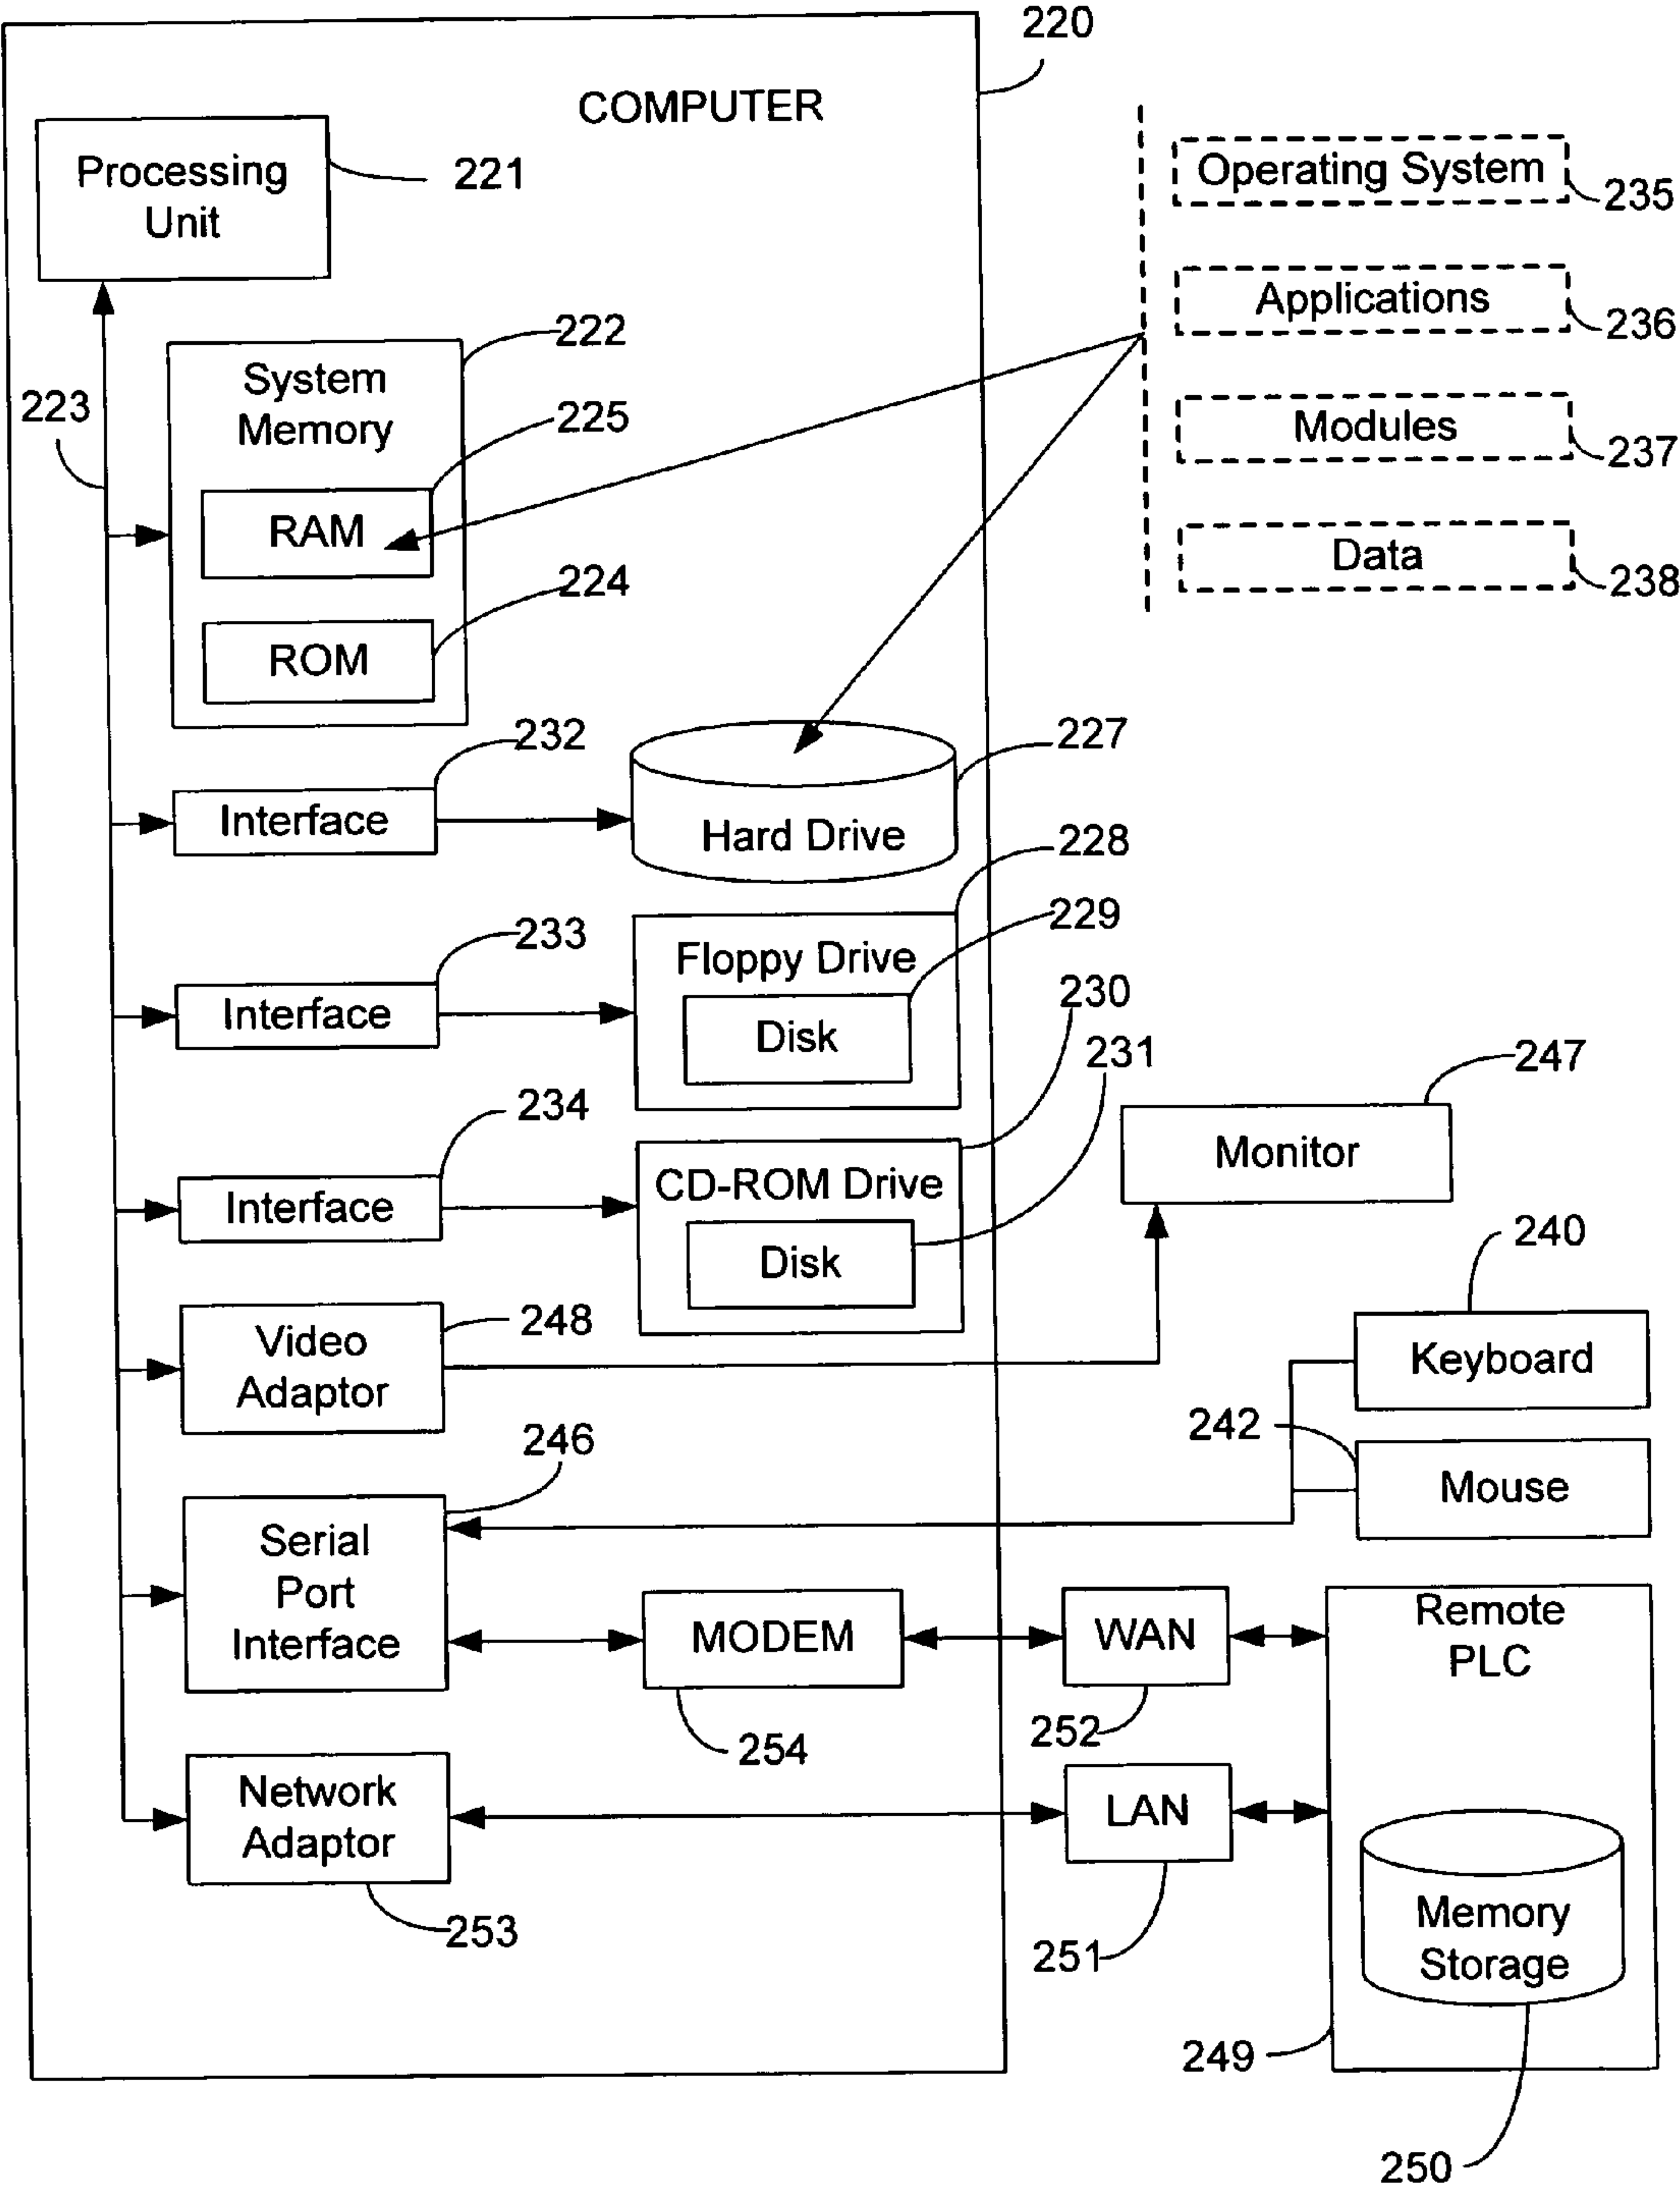 220
COMPUTER
Processing
Unit
221
Operating System
235
Applications
236
Modules
237
Data
238
223
222
System
Memory
225
RAM
224
ROM
232
Interface
227
Hard Drive
228
233
Interface
229
Floppy Drive
Disk
230
231
234
Interface
CD-ROM Drive
Disk
247
Monitor
248
Video
Adaptor
240
Keyboard
242
Mouse
246
Serial
Port
Interface
MODEM
254
WAN
252
Remote
PLC
Network
Adaptor
253
LAN
251
Memory
Storage
249
250